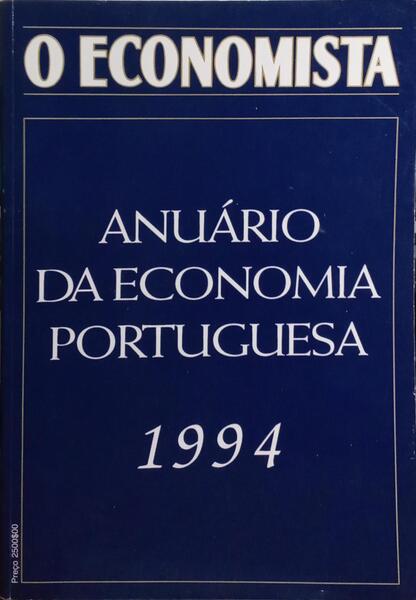 O ECONOMISTA
ANUÁRIO
DA ECONOMIA
PORTUGUESA
1994
Preço 2500$00